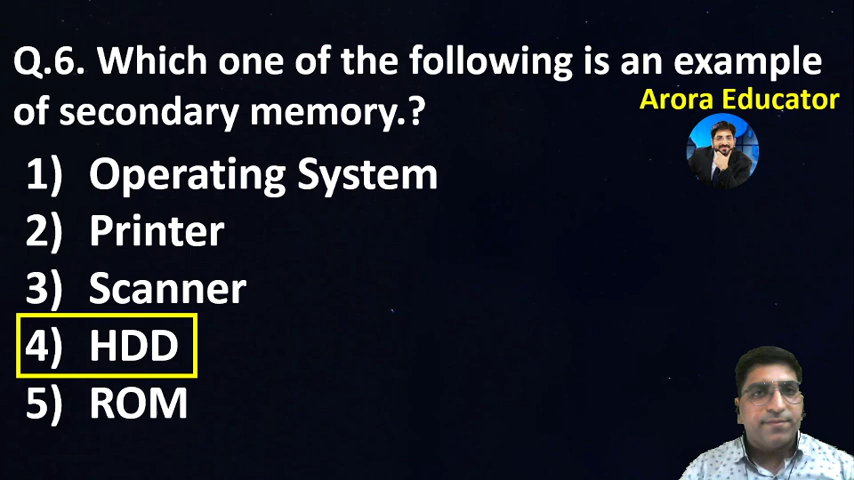 Q.6. Which one of the following is an example
of secondary memory.?
Arora Educator
1) Operating System
2) Printer
3) Scanner
4) HDD
5) ROM